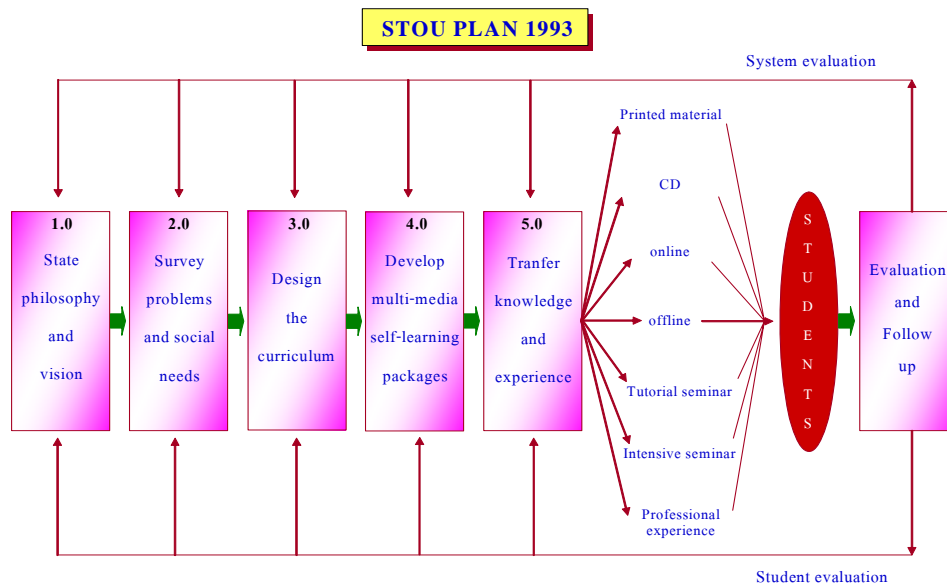 STOU PLAN 1993
System evaluation
1.0
State
philosophy
and
vision
2.0
Survey
problems
and social
needs
3.0
Design
the
curriculum
4.0
Develop
multi-media
self-learning
packages
5.0
Tranfer
knowledge
and
experience
Printed material
CD
online
offline
Tutorial seminar
Intensive seminar
Professional
experience
S
T
U
D
E
N
T
S
Evaluation
and
Follow
up
Student evaluation